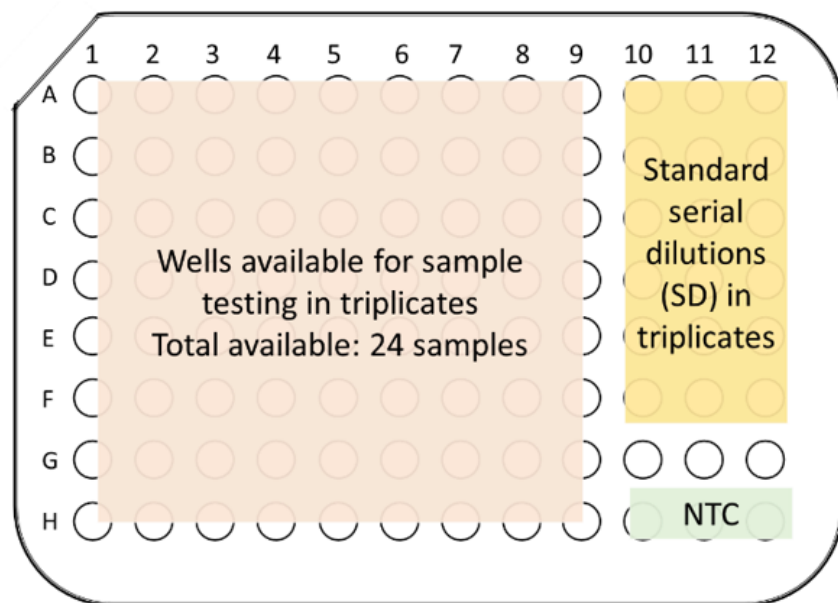 1 2 3 4 5 6 7 8 9 10 11 12
A
B
C
D
E
F
G
H
Wells available for sample
testing in triplicates
Total available: 24 samples
Standard
serial
dilutions
(SD) in
triplicates
NTC